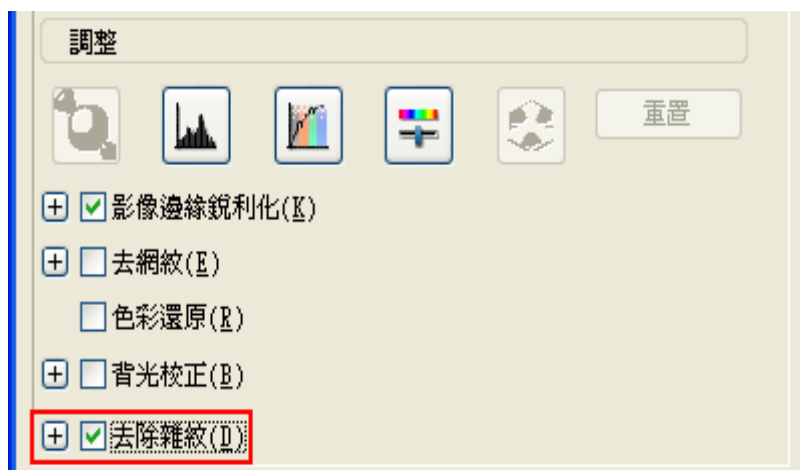 調整
重置
影像邊緣銳利化(K)
去網紋(E)
色彩還原(R)
背光校正(B)
去除雜紋(D)